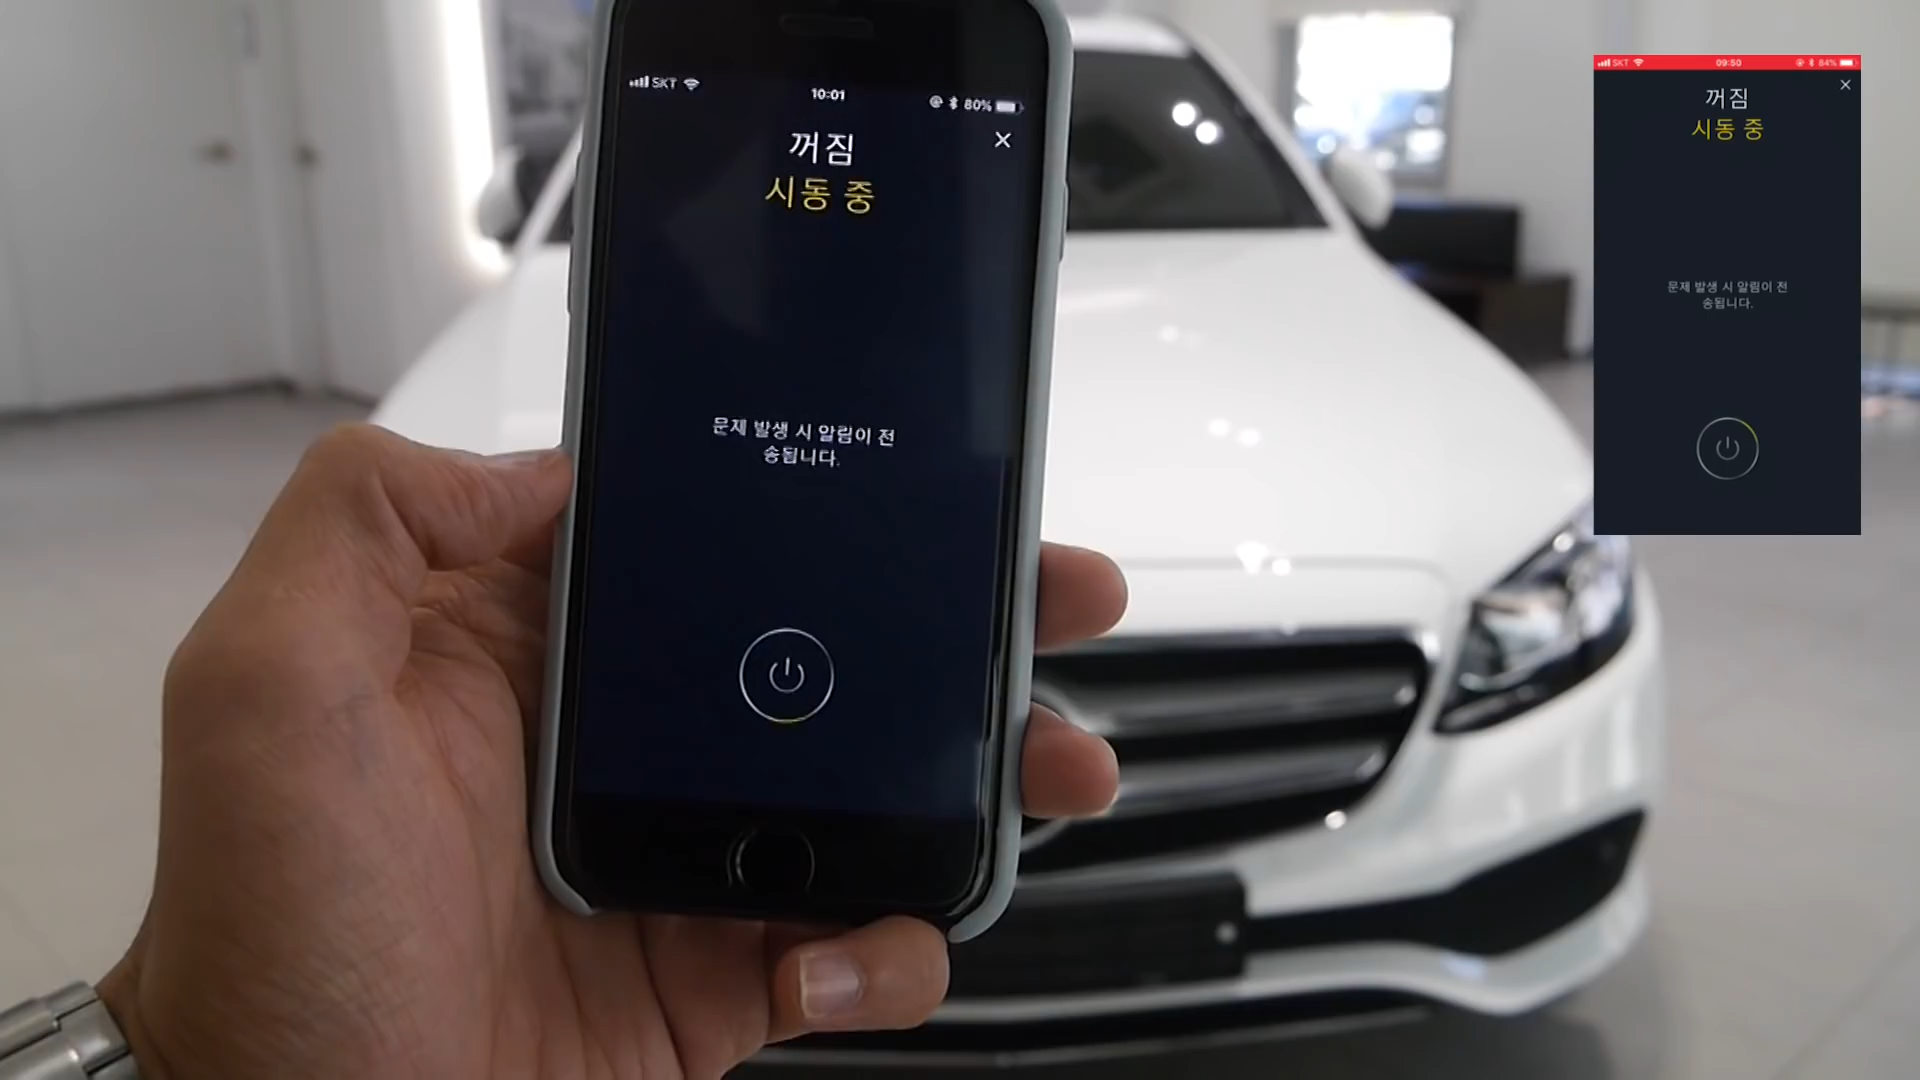 SKT 10:01 80%
꺼짐
시동 중
문제 발생 시 알림이 전
송됩니다.
SKT 09:50 84%
꺼짐
시동 중
문제 발생 시 알림이 전
송됩니다.